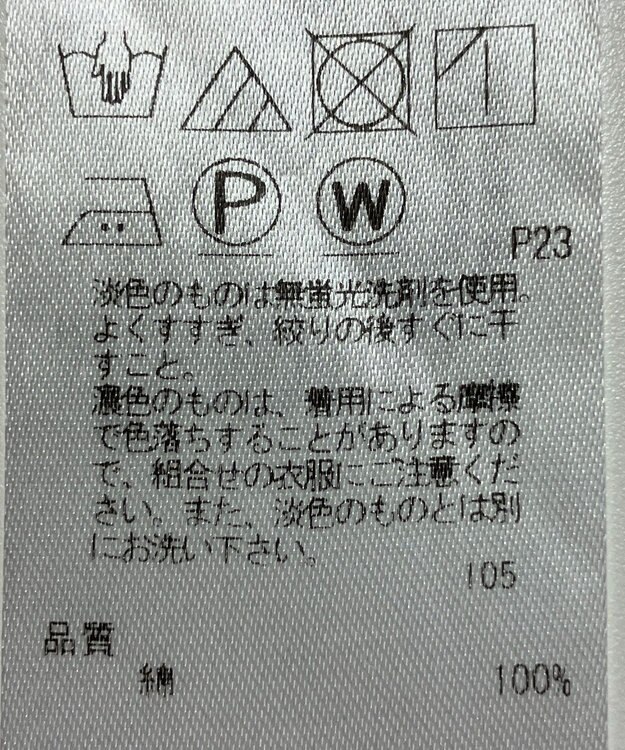 P W
P23
淡色のものは無蛍光洗剤を使用。
よくすすぎ、絞りの後すぐに干
すこと。
濃色のものは、着用による摩擦
で色落ちすることがありますの
で、組合せの衣服にご注意くだ
さい。また、淡色のものとは別
にお洗い下さい。
105
品質
綿 100%